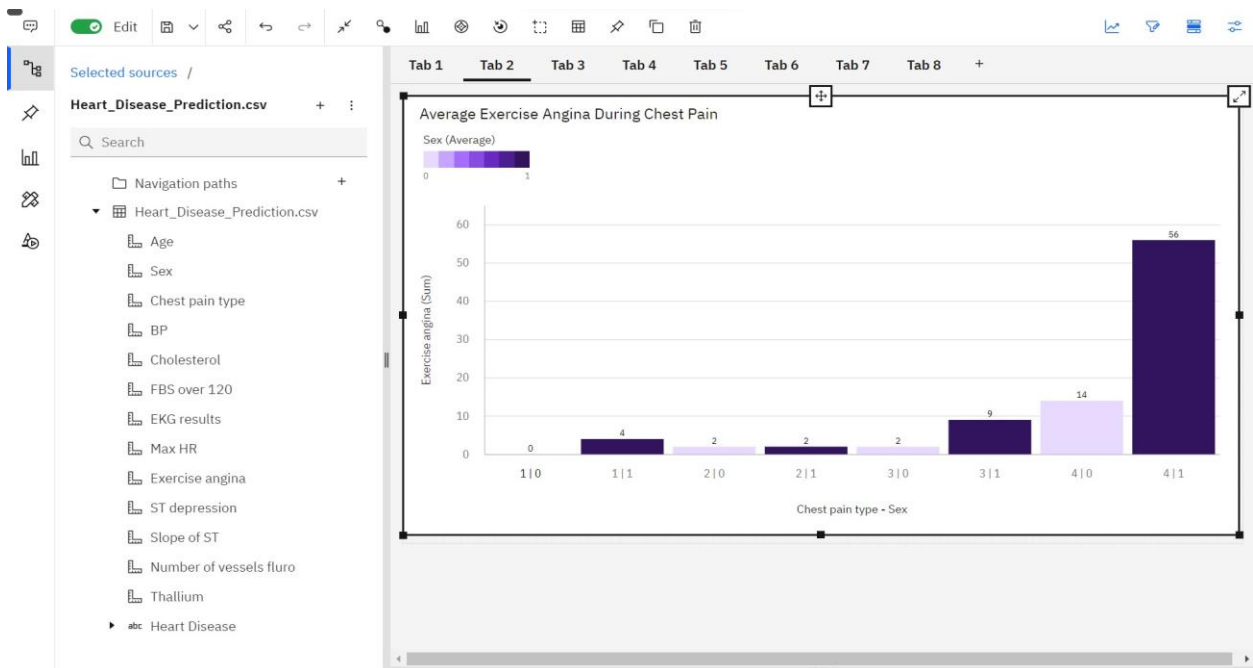 Edit
Selected sources /
Heart_Disease_Prediction.csv
Search
Navigation paths
Heart_Disease_Prediction.csv
Age
Sex
Chest pain type
BP
Cholesterol
FBS over 120
EKG results
Max HR
Exercise angina
ST depression
Slope of ST
Number of vessels fluro
Thallium
abc Heart Disease
Tab 1 Tab 2 Tab 3 Tab 4 Tab 5 Tab 6 Tab 7 Tab 8 +
Average Exercise Angina During Chest Pain
Sex (Average)
0 1
Exercise angina (Sum)
60
50
40
30
20
10
0
0 4 2 2 2 9 14 56
1|0 1|1 2|0 2|1 3|0 3|1 4|0 4|1
Chest pain type - Sex